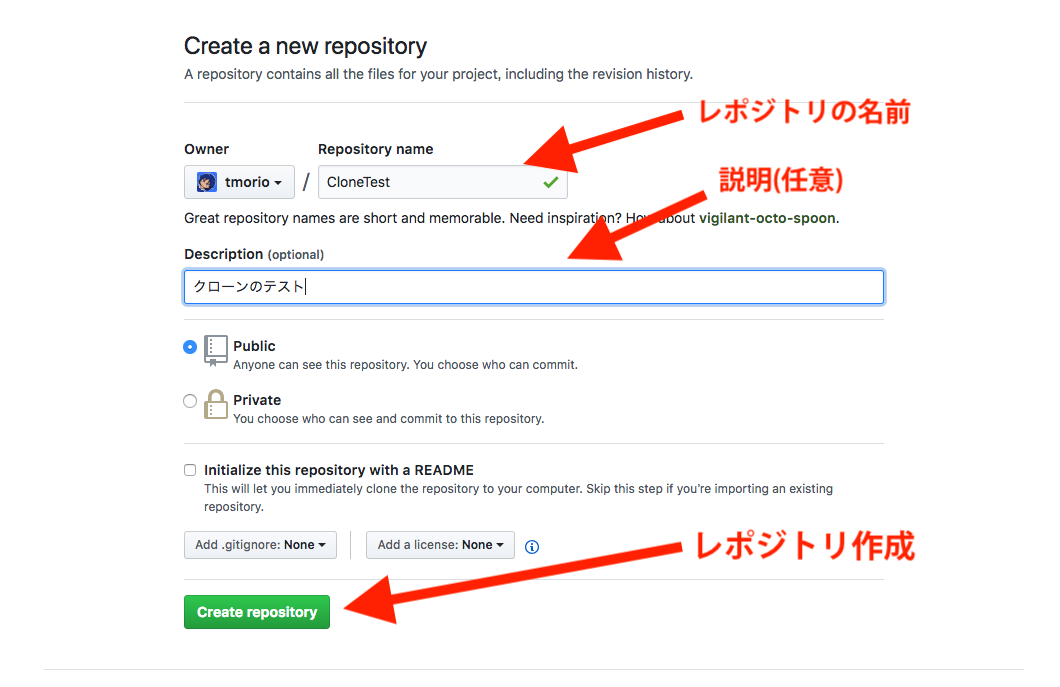 Create a new repository
A repository contains all the files for your project, including the revision history.
レポジトリの名前
Owner
Repository name
tmorio
/
CloneTest
説明(任意)
Great repository names are short and memorable. Need inspiration? How about vigilant-octo-spoon.
Description (optional)
クローンのテスト
Public
Anyone can see this repository. You choose who can commit.
Private
You choose who can see and commit to this repository.
Initialize this repository with a README
This will let you immediately clone the repository to your computer. Skip this step if you're importing an existing
repository.
Add .gitignore: None
Add a license: None
レポジトリ作成
Create repository